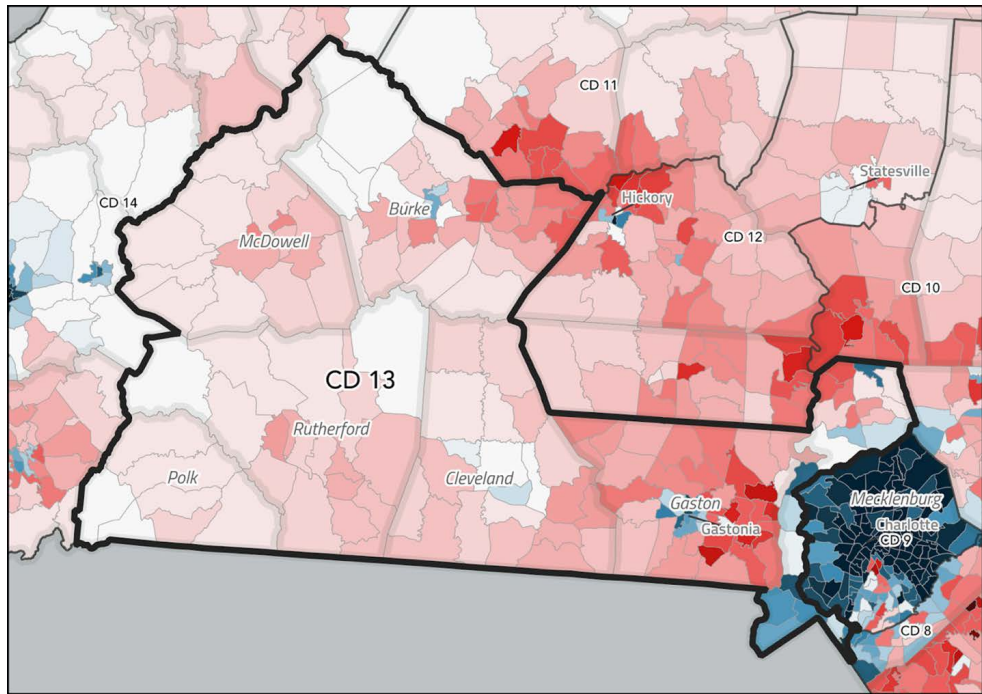 CD 11
CD 14
Burke
Hickory
Statesville
McDowell
CD 12
CD 10
CD 13
Rutherford
Polk
Cleveland
Gaston
Gastonia
Mecklenburg
Charlotte
CD 9
CD 8